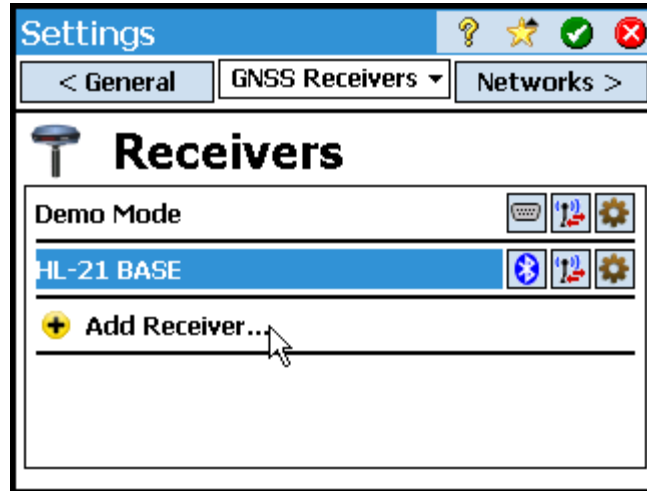 Settings
< General GNSS Receivers Networks >
Receivers
Demo Mode
HL-21 BASE
Add Receiver...